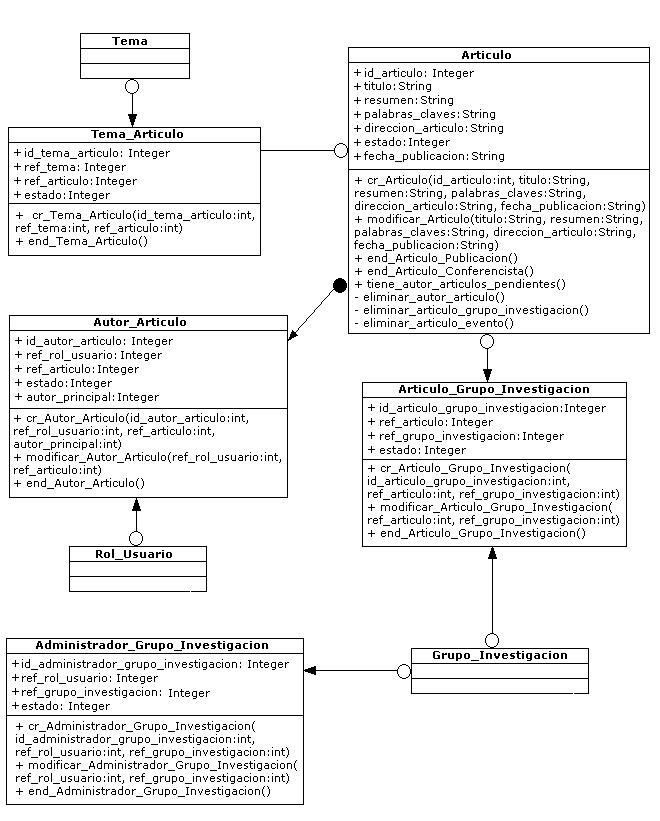 Tema
Tema_Articulo
+ id_tema_articulo: Integer
+ ref_tema: Integer
+ ref_articulo: Integer
+ estado: Integer
+ cr_Tema_Articulo(id_tema_articulo:int,
ref_tema:int, ref_articulo:int)
+ end_Tema_Articulo()
Articulo
+ id_articulo: Integer
+ titulo: String
+ resumen: String
+ palabras_claves: String
+ direccion_articulo: String
+ estado: Integer
+ fecha_publicacion: String
+ cr_Articulo(id_articulo:int, titulo:String,
resumen:String, palabras_claves:String,
direccion_articulo:String, fecha_publicacion:String)
+ modificar_Articulo(titulo:String, resumen:String,
palabras_claves:String, direccion_articulo:String,
fecha_publicacion:String)
+ end_Articulo_Publicacion()
+ end_Articulo_Conferencista()
+ tiene_autor_articulos_pendientes()
- eliminar_autor_articulo()
- eliminar_articulo_grupo_investigacion()
- eliminar_articulo_evento()
Autor_Articulo
+ id_autor_articulo: Integer
+ ref_rol_usuario: Integer
+ ref_articulo: Integer
+ estado: Integer
+ autor_principal: Integer
+ cr_Autor_Articulo(id_autor_articulo:int,
ref_rol_usuario:int, ref_articulo:int,
autor_principal:int)
+ modificar_Autor_Articulo(ref_rol_usuario:int,
ref_articulo:int)
+ end_Autor_Articulo()
Articulo_Grupo_Investigacion
+ id_articulo_grupo_investigacion:Integer
+ ref_articulo: Integer
+ ref_grupo_investigacion: Integer
+ estado: Integer
+ cr_Articulo_Grupo_Investigacion(
id_articulo_grupo_investigacion:int,
ref_articulo:int, ref_grupo_investigacion:int)
+ modificar_Articulo_Grupo_Investigacion(
ref_articulo:int, ref_grupo_investigacion:int)
+ end_Articulo_Grupo_Investigacion()
Rol_Usuario
Administrador_Grupo_Investigacion
+ id_administrador_grupo_investigacion: Integer
+ ref_rol_usuario: Integer
+ ref_grupo_investigacion: Integer
+ estado: Integer
+ cr_Administrador_Grupo_Investigacion(
id_administrador_grupo_investigacion:int,
ref_rol_usuario:int, ref_grupo_investigacion:int)
+ modificar_Administrador_Grupo_Investigacion(
ref_rol_usuario:int, ref_grupo_investigacion:int)
+ end_Administrador_Grupo_Investigacion()
Grupo_Investigacion